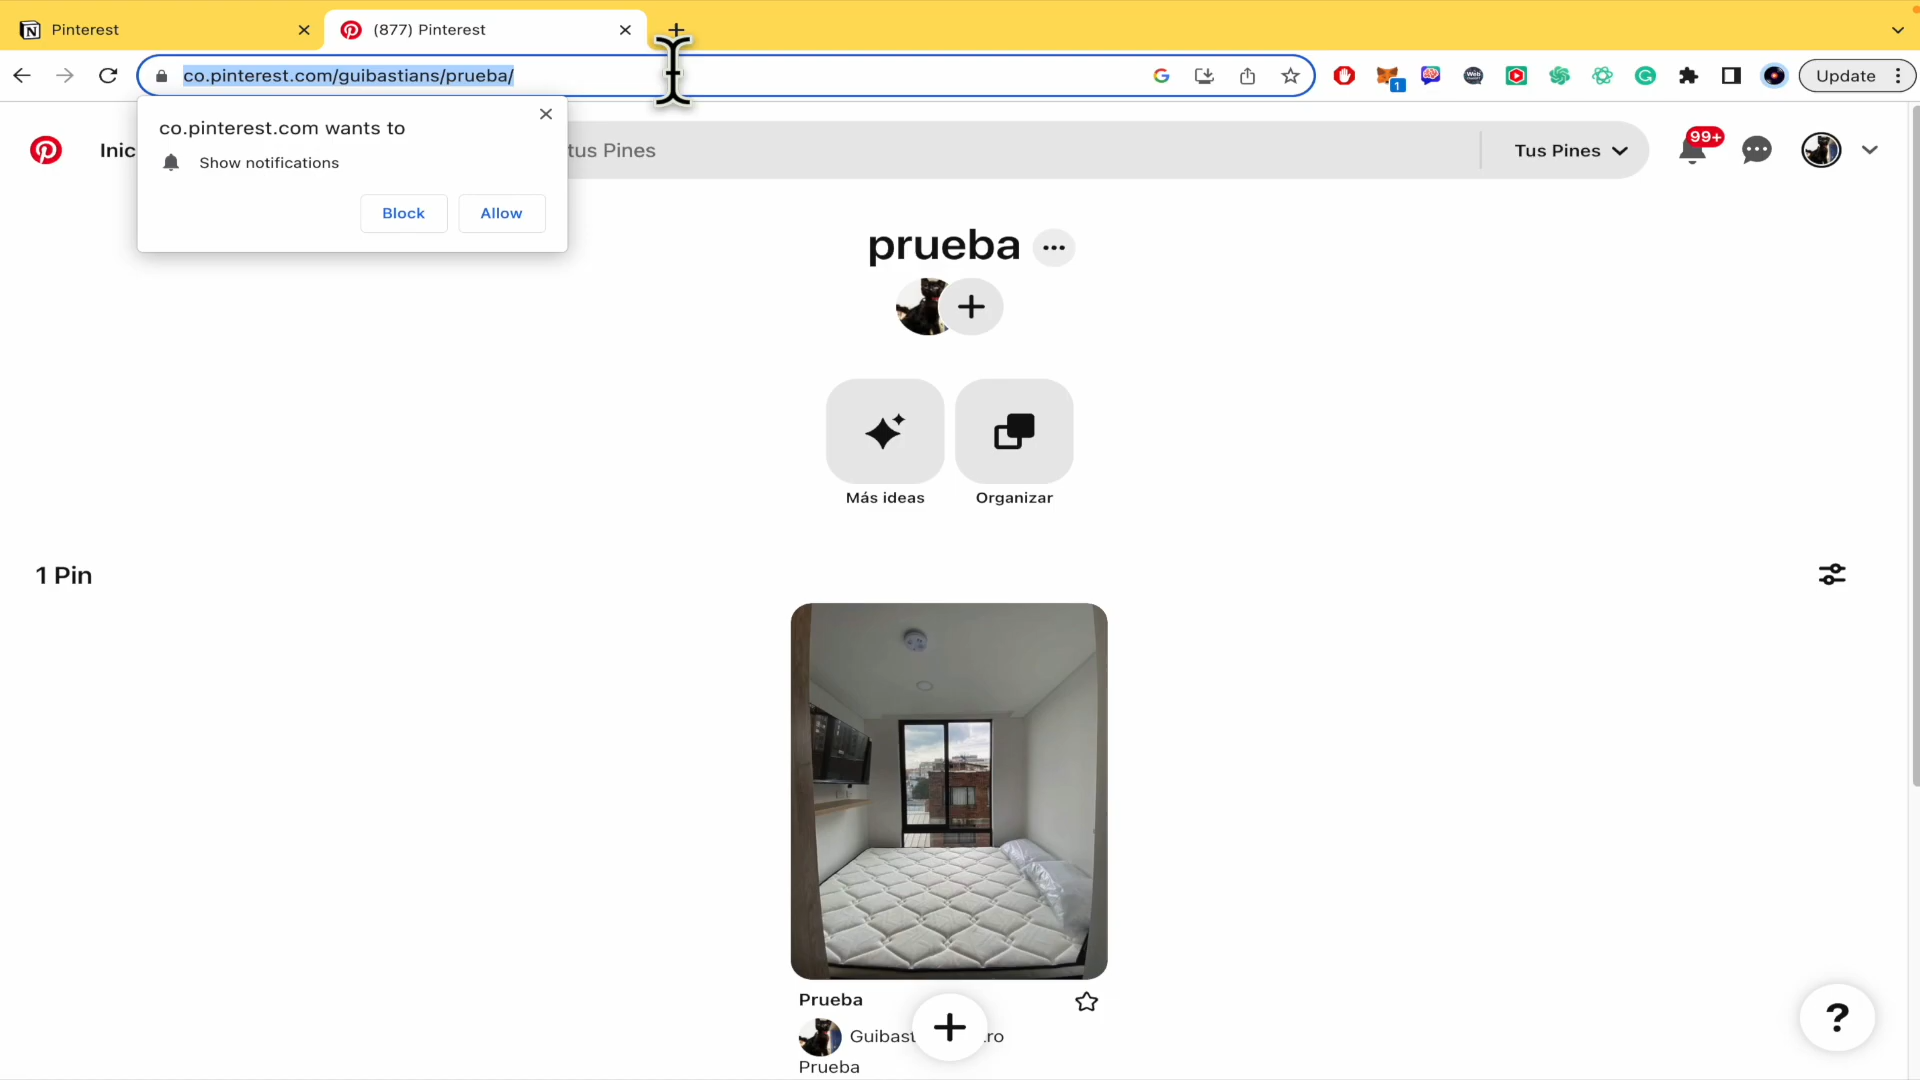 Pinterest
(877) Pinterest
co.pinterest.com/guibastians/prueba/
1
Update
co.pinterest.com wants to
Show notifications
Block
Allow
Inic
tus Pines
Tus Pines
99+
prueba
Más ideas
Organizar
1 Pin
Prueba
Guibast
ro
Prueba
?